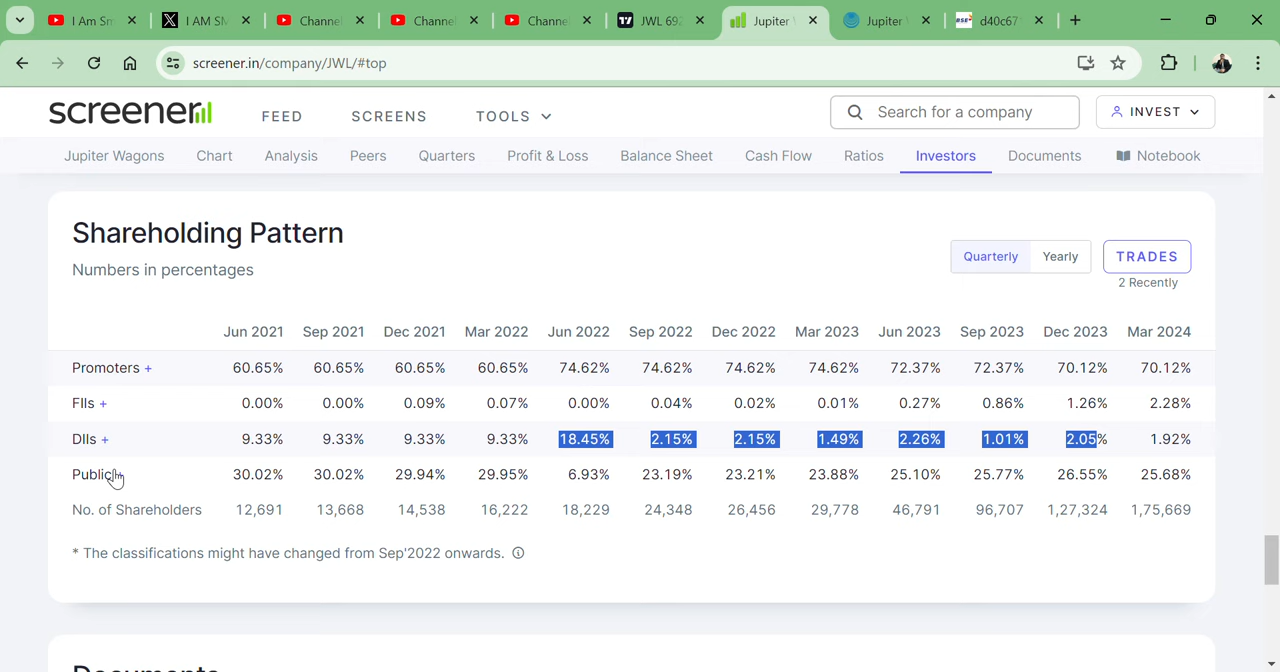 I Am Sm
I AM SM
Channel
Channel
Channel
JWL 692
Jupiter
Jupiter
BSE
d40c67
screener.in/company/JWL/#top
screener
FEED
SCREENS
TOOLS
Search for a company
INVEST
Jupiter Wagons Chart Analysis Peers Quarters Profit & Loss Balance Sheet Cash Flow Ratios Investors Documents Notebook
Shareholding Pattern
Numbers in percentages
Quarterly Yearly
TRADES
2 Recently
Jun 2021 Sep 2021 Dec 2021 Mar 2022 Jun 2022 Sep 2022 Dec 2022 Mar 2023 Jun 2023 Sep 2023 Dec 2023 Mar 2024
Promoters + 60.65% 60.65% 60.65% 60.65% 74.62% 74.62% 74.62% 74.62% 72.37% 72.37% 70.12% 70.12%
FIIs + 0.00% 0.00% 0.09% 0.07% 0.00% 0.04% 0.02% 0.01% 0.27% 0.86% 1.26% 2.28%
DIIs + 9.33% 9.33% 9.33% 9.33% 18.45% 2.15% 2.15% 1.49% 2.26% 1.01% 2.05% 1.92%
Public + 30.02% 30.02% 29.94% 29.95% 6.93% 23.19% 23.21% 23.88% 25.10% 25.77% 26.55% 25.68%
No. of Shareholders 12,691 13,668 14,538 16,222 18,229 24,348 26,456 29,778 46,791 96,707 1,27,324 1,75,669
* The classifications might have changed from Sep'2022 onwards.
Documents